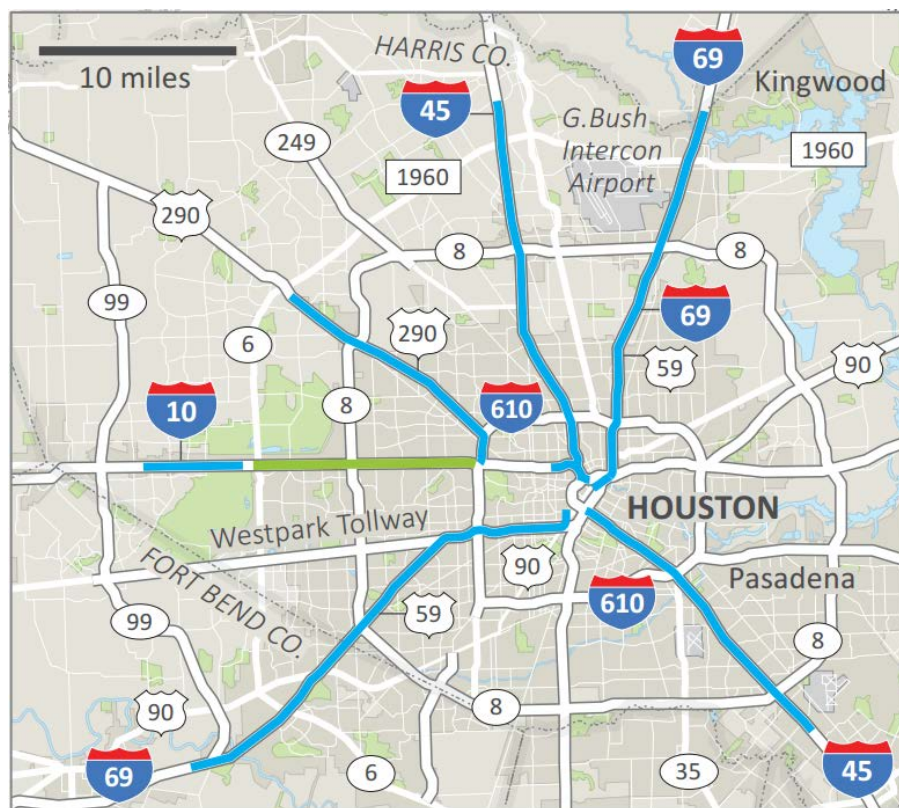 HARRIS CO.
69
Kingwood
10 miles
45
G.Bush
Intercon
Airport
249
1960
1960
290
8
8
99
69
290
6
59
90
10
8
610
HOUSTON
Westpark Tollway
90
Pasadena
FORT BEND CO.
59
610
99
8
90
8
69
6
35
45